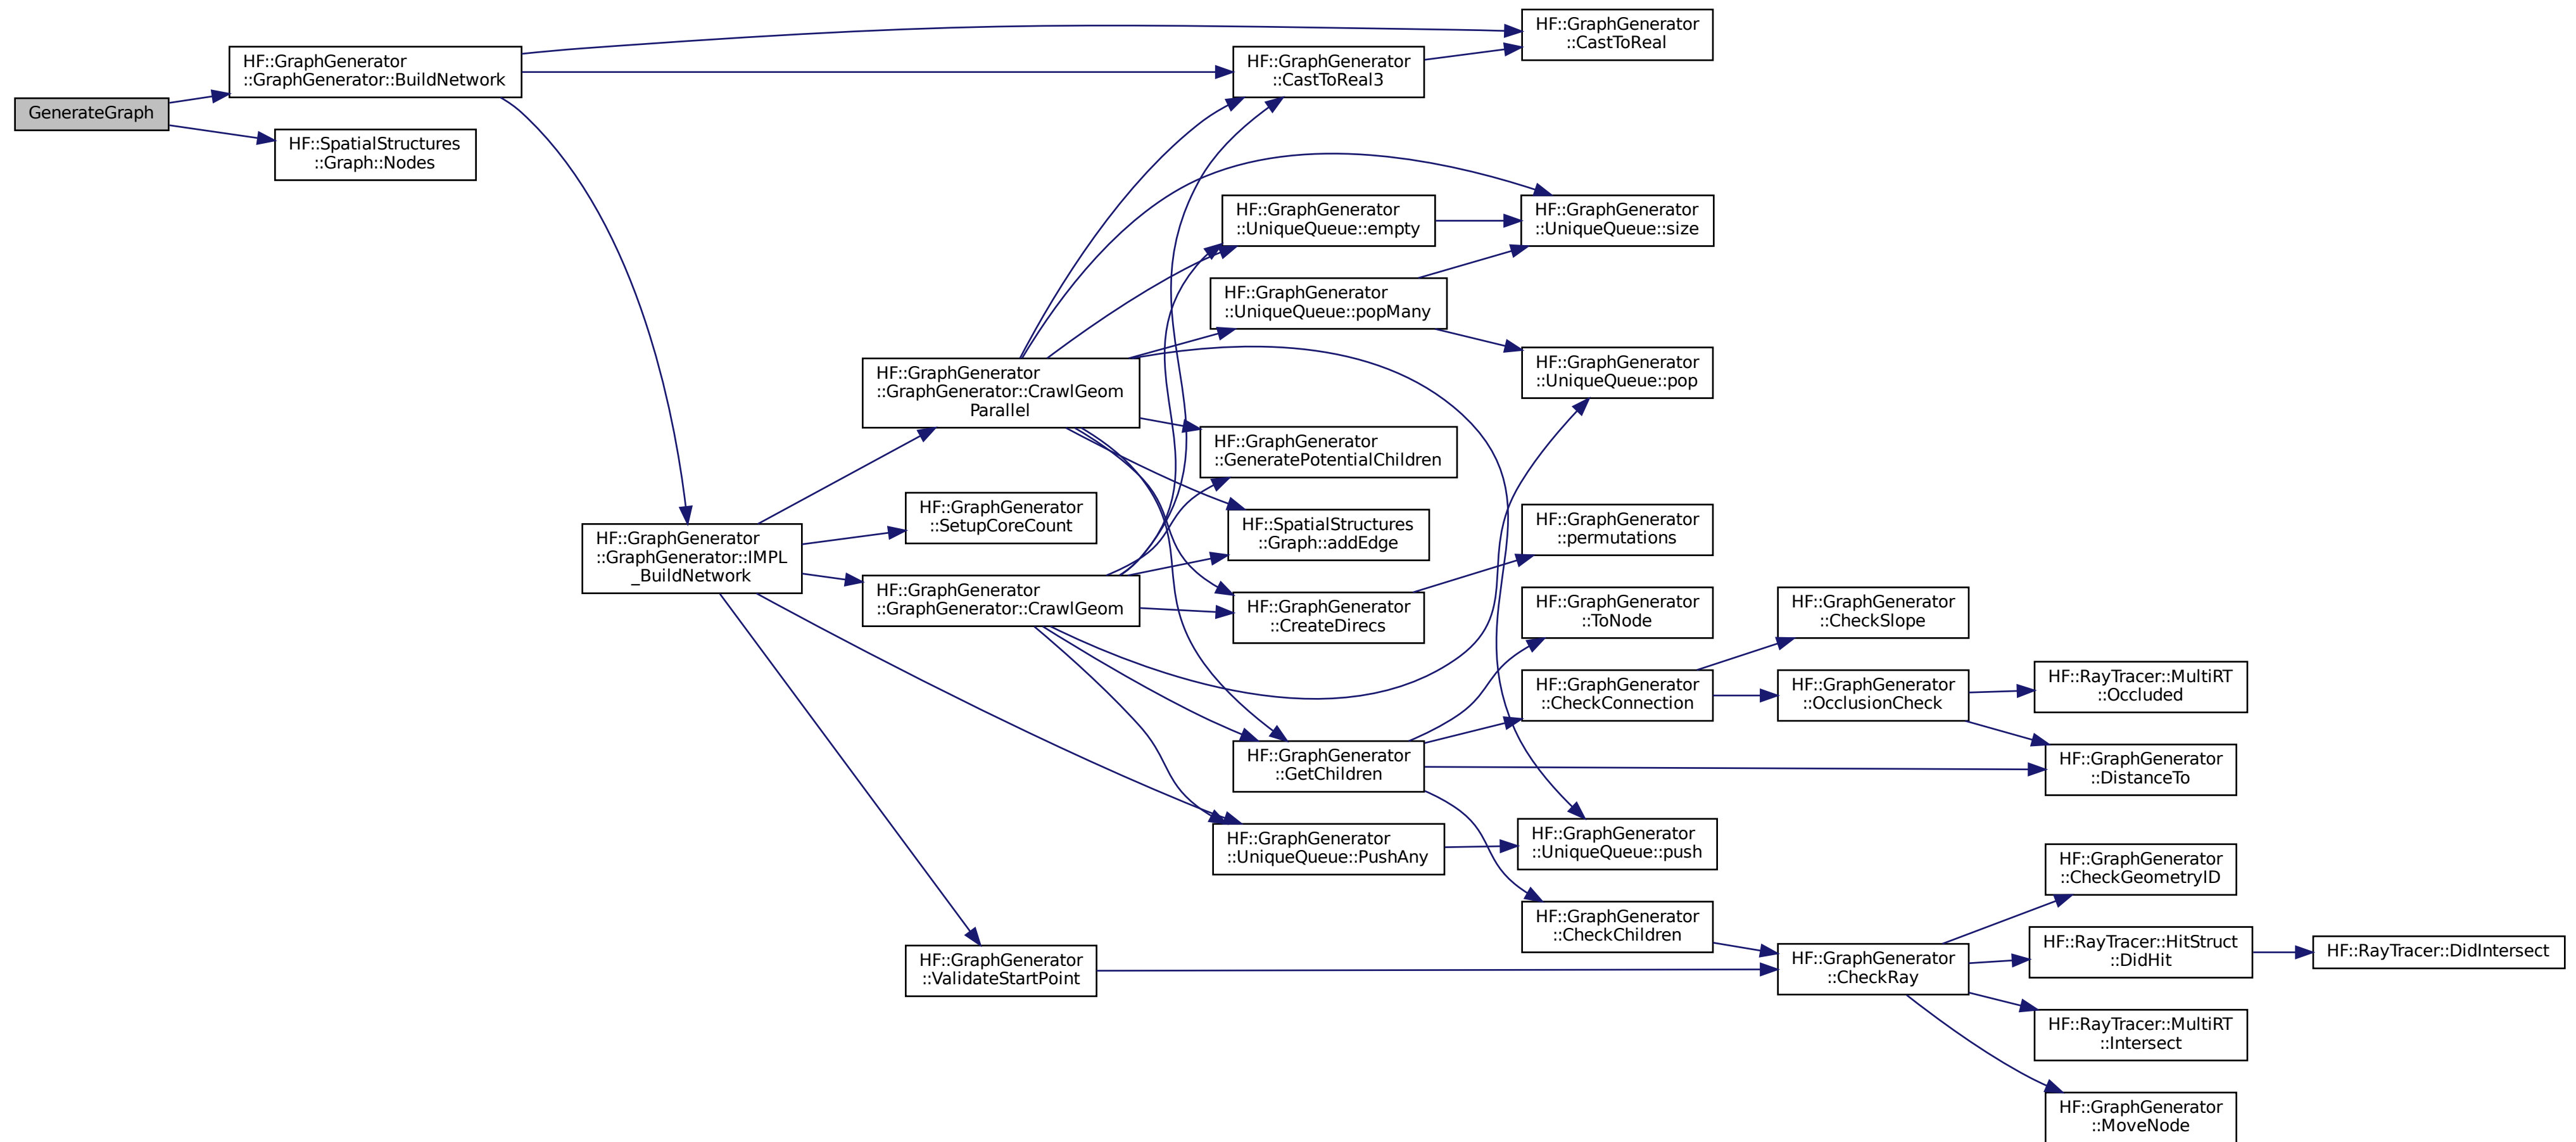 GenerateGraph
HF::GraphGenerator
::GraphGenerator::BuildNetwork
HF::SpatialStructures
::Graph::Nodes
HF::GraphGenerator
::GraphGenerator::IMPL
_BuildNetwork
HF::GraphGenerator
::GraphGenerator::CrawlGeom
Parallel
HF::GraphGenerator
::SetupCoreCount
HF::GraphGenerator
::GraphGenerator::CrawlGeom
HF::GraphGenerator
::ValidateStartPoint
HF::GraphGenerator
::CastToReal3
HF::GraphGenerator
::UniqueQueue::empty
HF::GraphGenerator
::UniqueQueue::popMany
HF::GraphGenerator
::GeneratePotentialChildren
HF::SpatialStructures
::Graph::addEdge
HF::GraphGenerator
::CreateDirecs
HF::GraphGenerator
::GetChildren
HF::GraphGenerator
::UniqueQueue::PushAny
HF::GraphGenerator
::CastToReal
HF::GraphGenerator
::UniqueQueue::size
HF::GraphGenerator
::UniqueQueue::pop
HF::GraphGenerator
::permutations
HF::GraphGenerator
::ToNode
HF::GraphGenerator
::CheckConnection
HF::GraphGenerator
::UniqueQueue::push
HF::GraphGenerator
::CheckChildren
HF::GraphGenerator
::CheckSlope
HF::GraphGenerator
::OcclusionCheck
HF::GraphGenerator
::CheckRay
HF::RayTracer::MultiRT
::Occluded
HF::GraphGenerator
::DistanceTo
HF::GraphGenerator
::CheckGeometryID
HF::RayTracer::HitStruct
::DidHit
HF::RayTracer::MultiRT
::Intersect
HF::GraphGenerator
::MoveNode
HF::RayTracer::DidIntersect